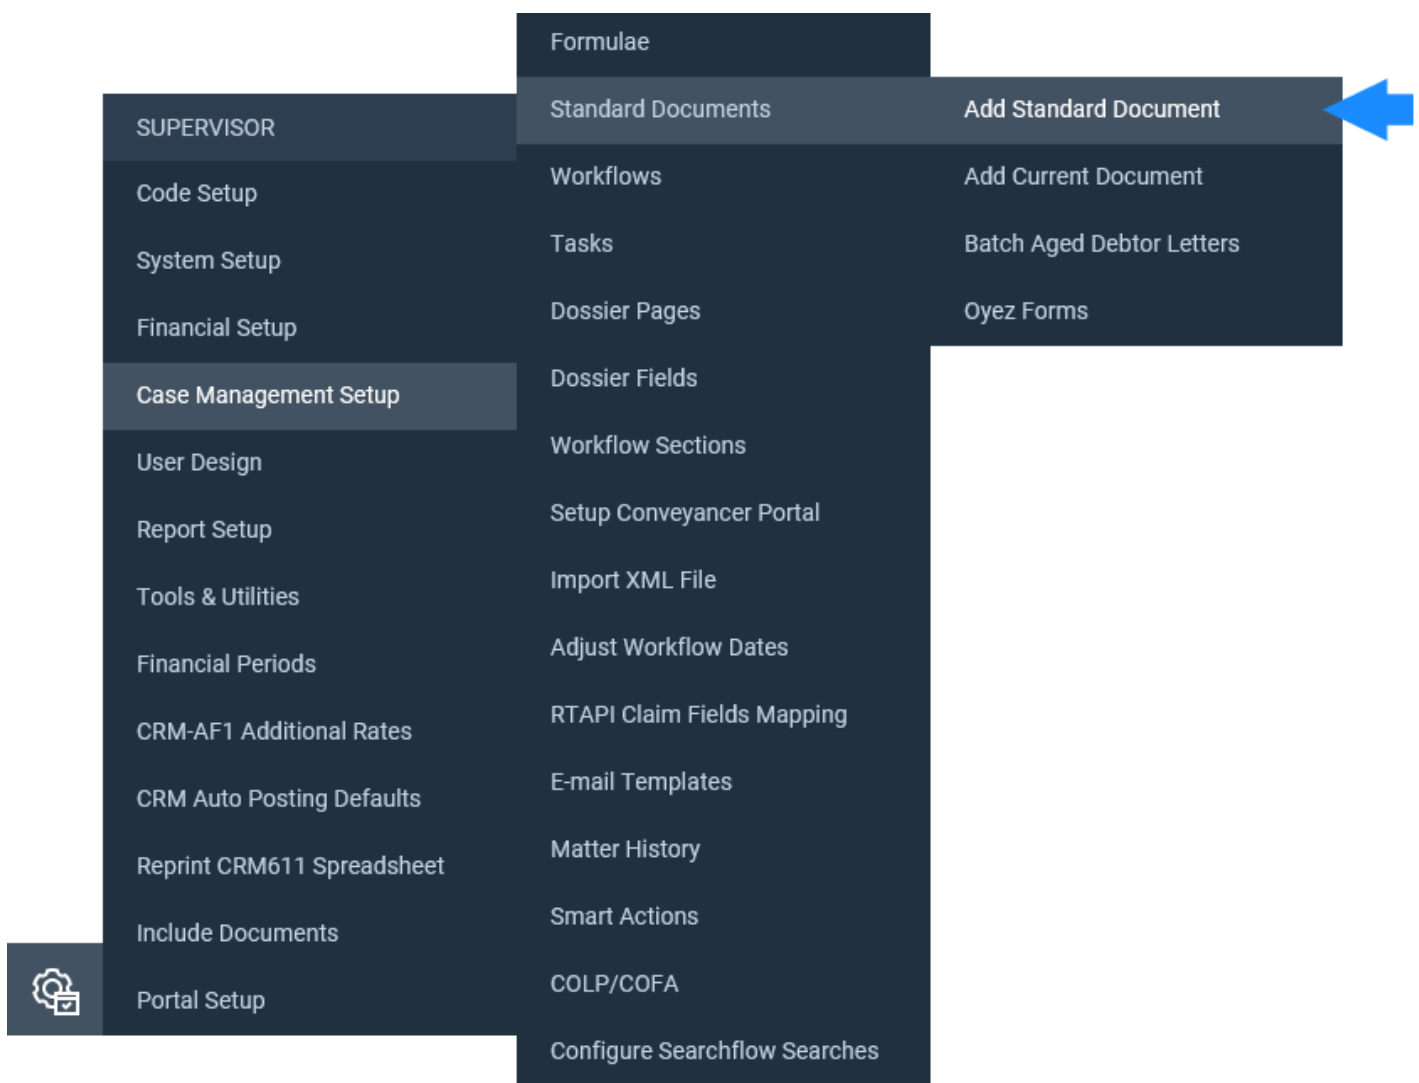 SUPERVISOR
Code Setup
System Setup
Financial Setup
Case Management Setup
User Design
Report Setup
Tools & Utilities
Financial Periods
CRM-AF1 Additional Rates
CRM Auto Posting Defaults
Reprint CRM611 Spreadsheet
Include Documents
Portal Setup
Formulae
Standard Documents
Workflows
Tasks
Dossier Pages
Dossier Fields
Workflow Sections
Setup Conveyancer Portal
Import XML File
Adjust Workflow Dates
RTAPI Claim Fields Mapping
E-mail Templates
Matter History
Smart Actions
COLP/COFA
Configure Searchflow Searches
Add Standard Document
Add Current Document
Batch Aged Debtor Letters
Oyez Forms